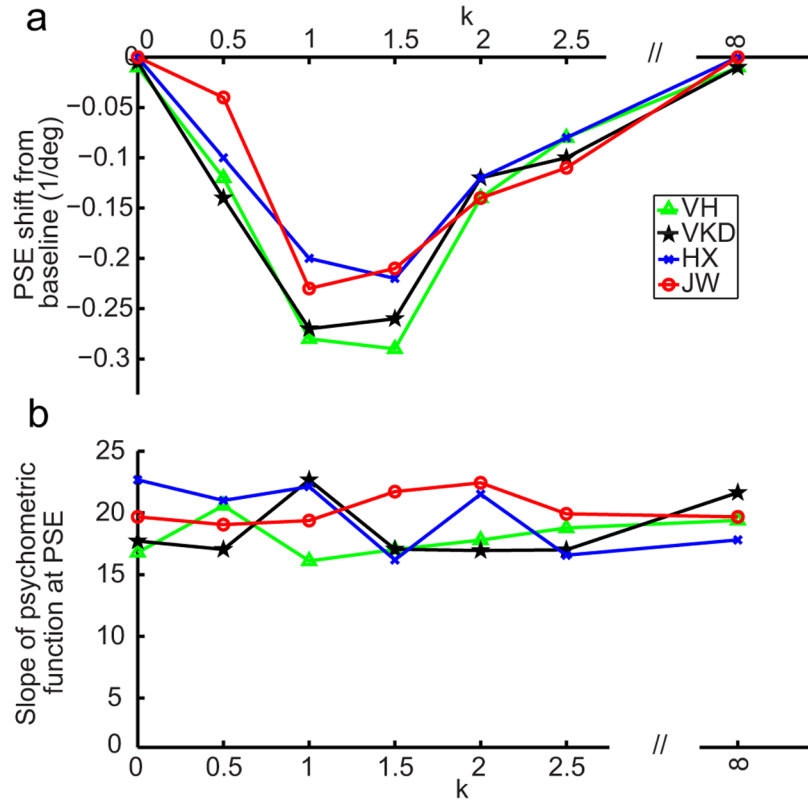 a
k
0 0.5 1 1.5 2 2.5 // ∞
0
−0.05
−0.1
−0.15
−0.2
−0.25
−0.3
PSE shift from
baseline (1/deg)
VH
VKD
HX
JW
b
25
20
15
10
5
0
Slope of psychometric
function at PSE
0 0.5 1 1.5 2 2.5 // ∞
k